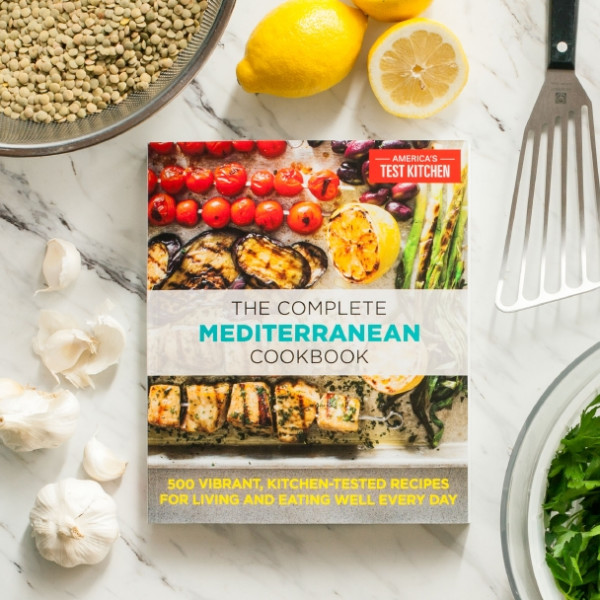 AMERICA'S
TEST KITCHEN
THE COMPLETE
MEDITERRANEAN
COOKBOOK
500 VIBRANT, KITCHEN-TESTED RECIPES
FOR LIVING AND EATING WELL EVERY DAY